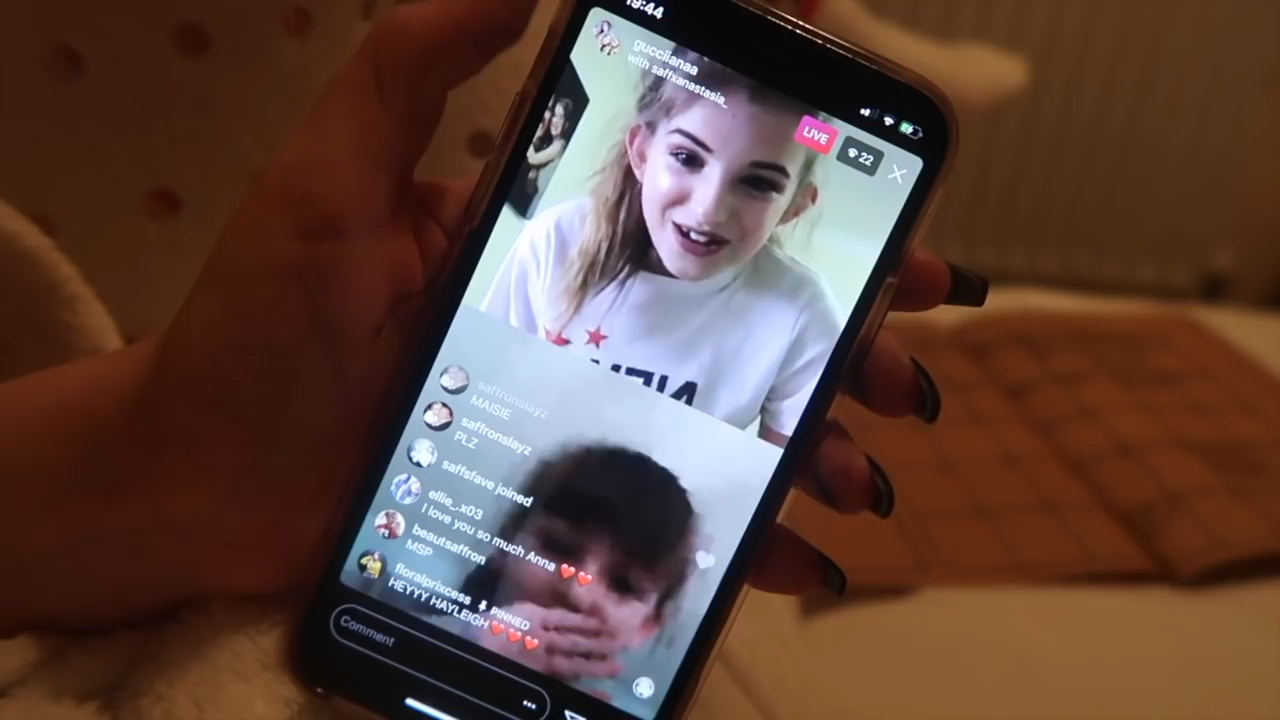 19:44
guccianaa
with saffxanastasia_
LIVE
22
NEW
saffronslayz
MAISIE
saffronslayz
PLZ
saffsfave joined
ellie_.x03
I love you so much Anna ❤️❤️
beautsaffron
MSP
floralprixcess PINNED
HEYYY HAYLEIGH❤️❤️❤️
Comment